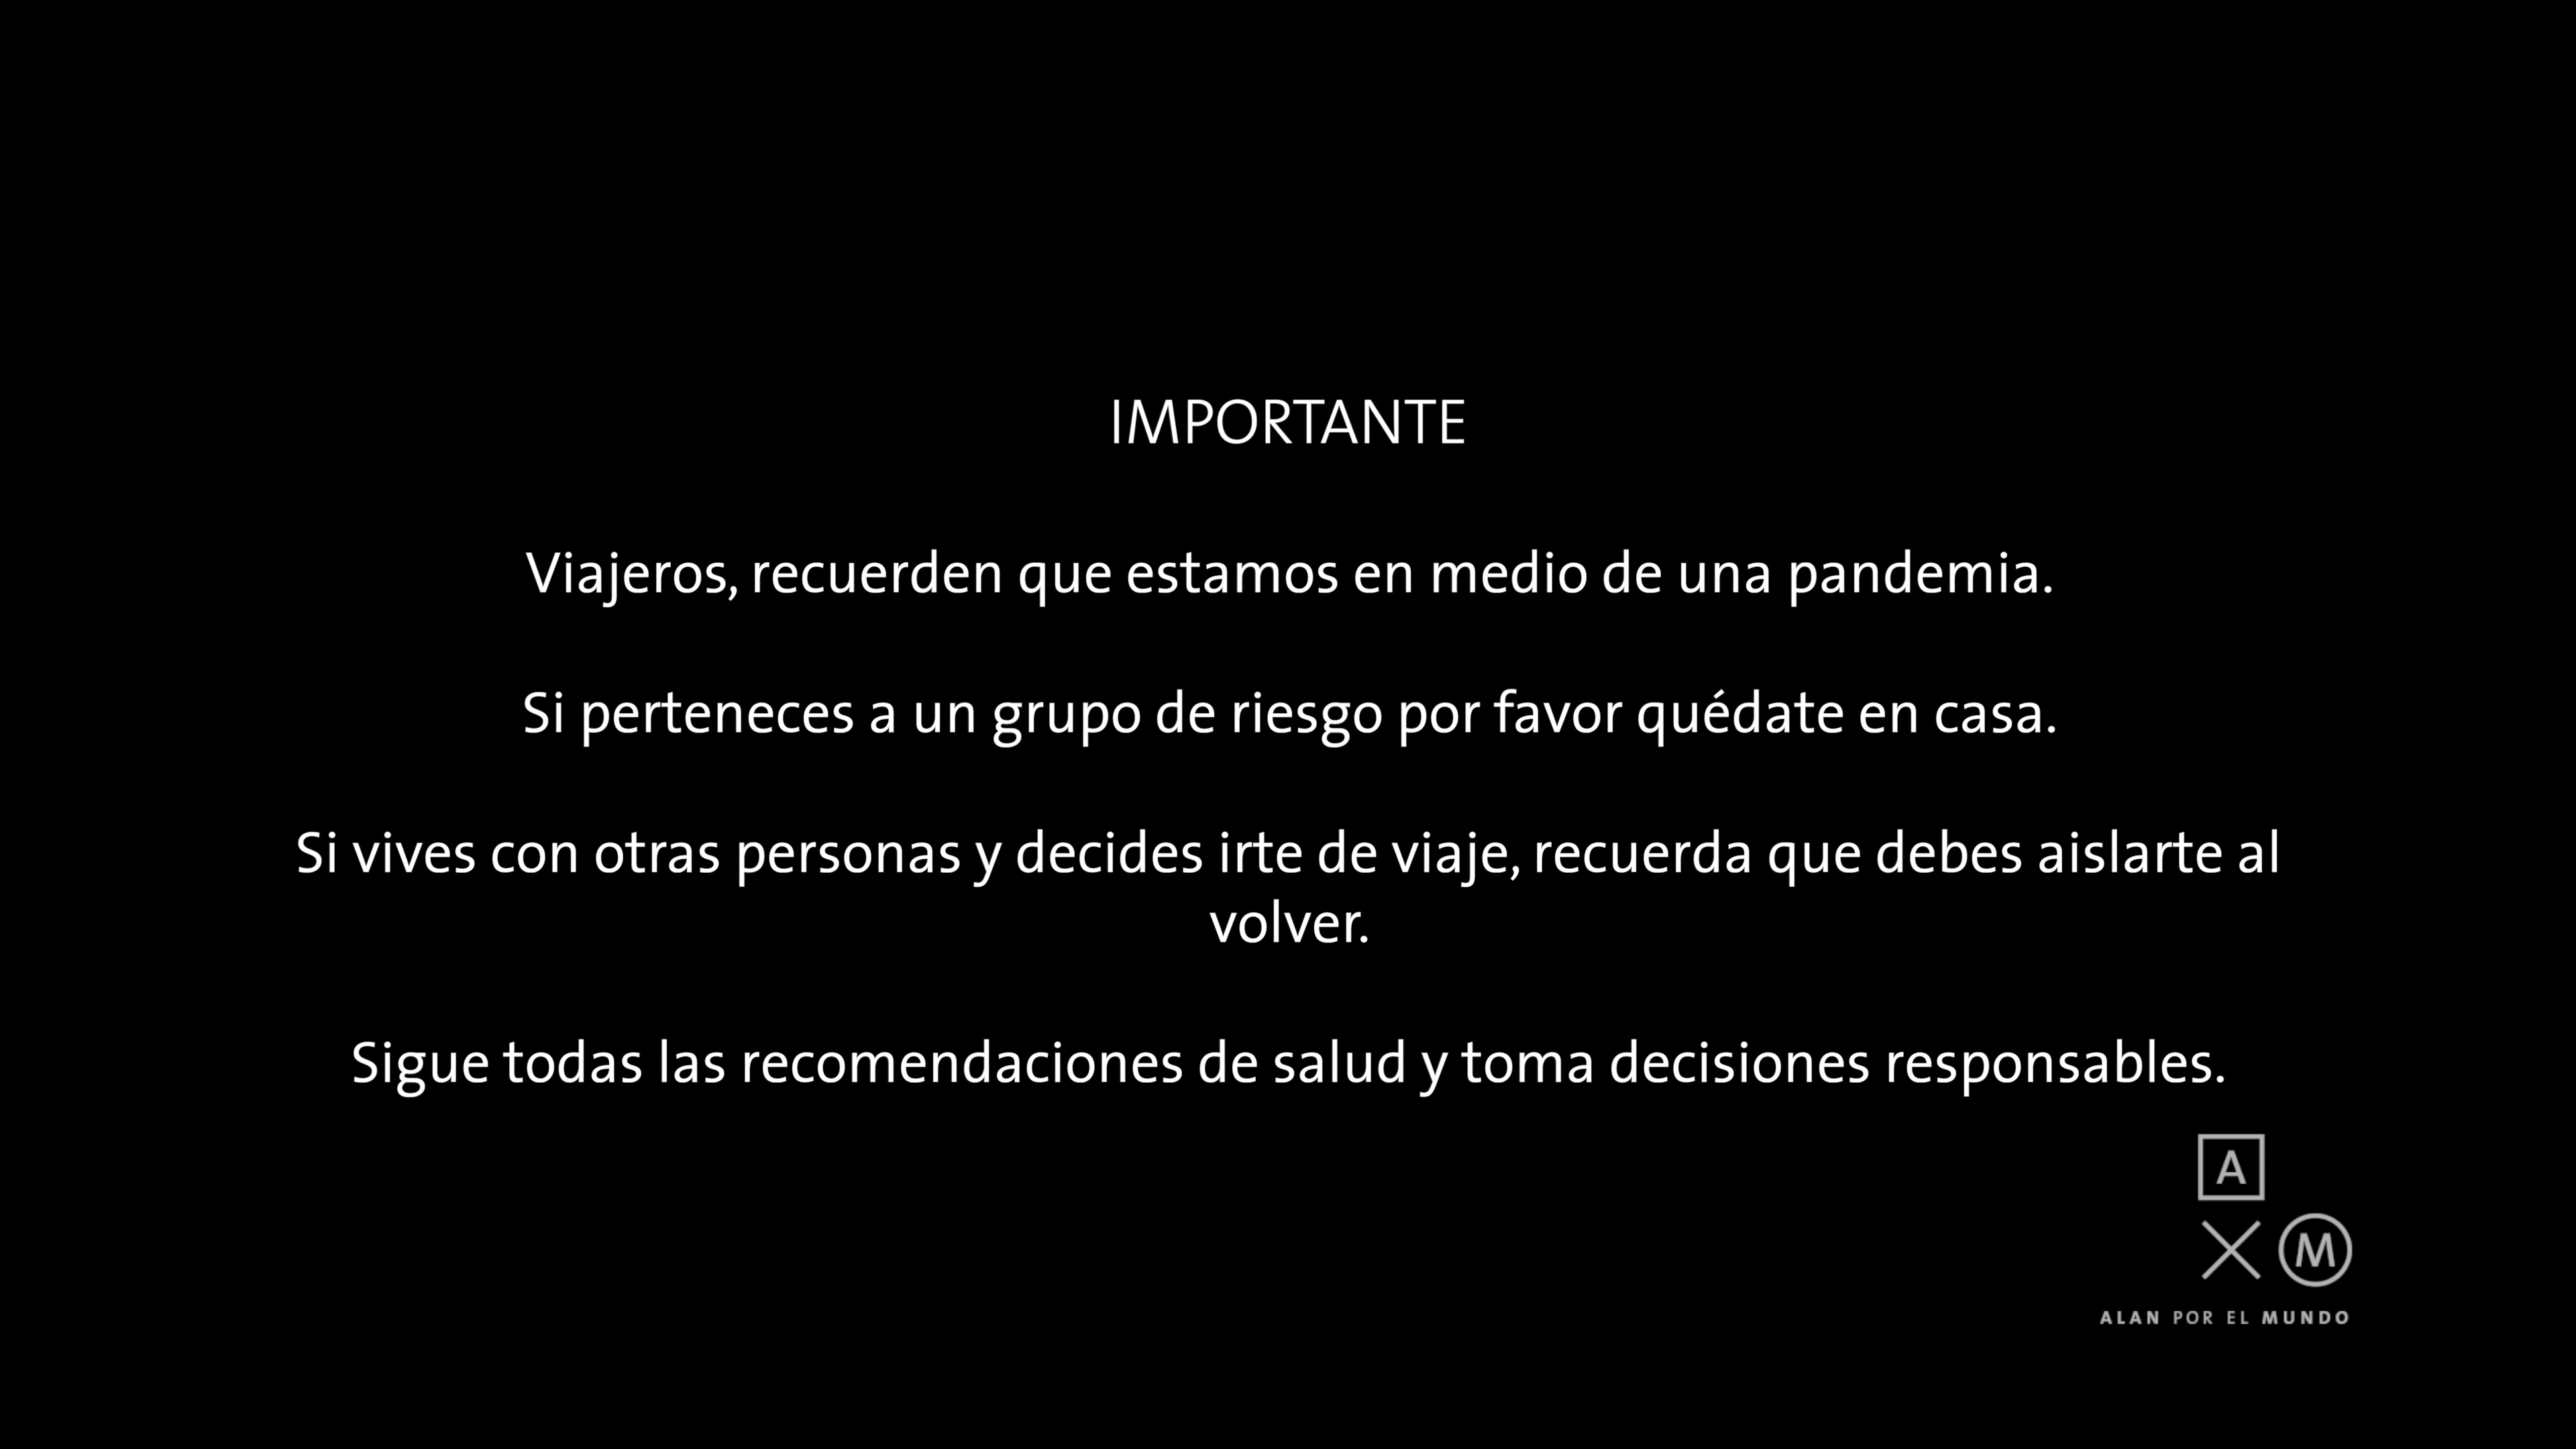 IMPORTANTE
Viajeros, recuerden que estamos en medio de una pandemia.
Si perteneces a un grupo de riesgo por favor quédate en casa.
Si vives con otras personas y decides irte de viaje, recuerda que debes aislarte al
volver.
Sigue todas las recomendaciones de salud y toma decisiones responsables.
A
X M
ALAN POR EL MUNDO